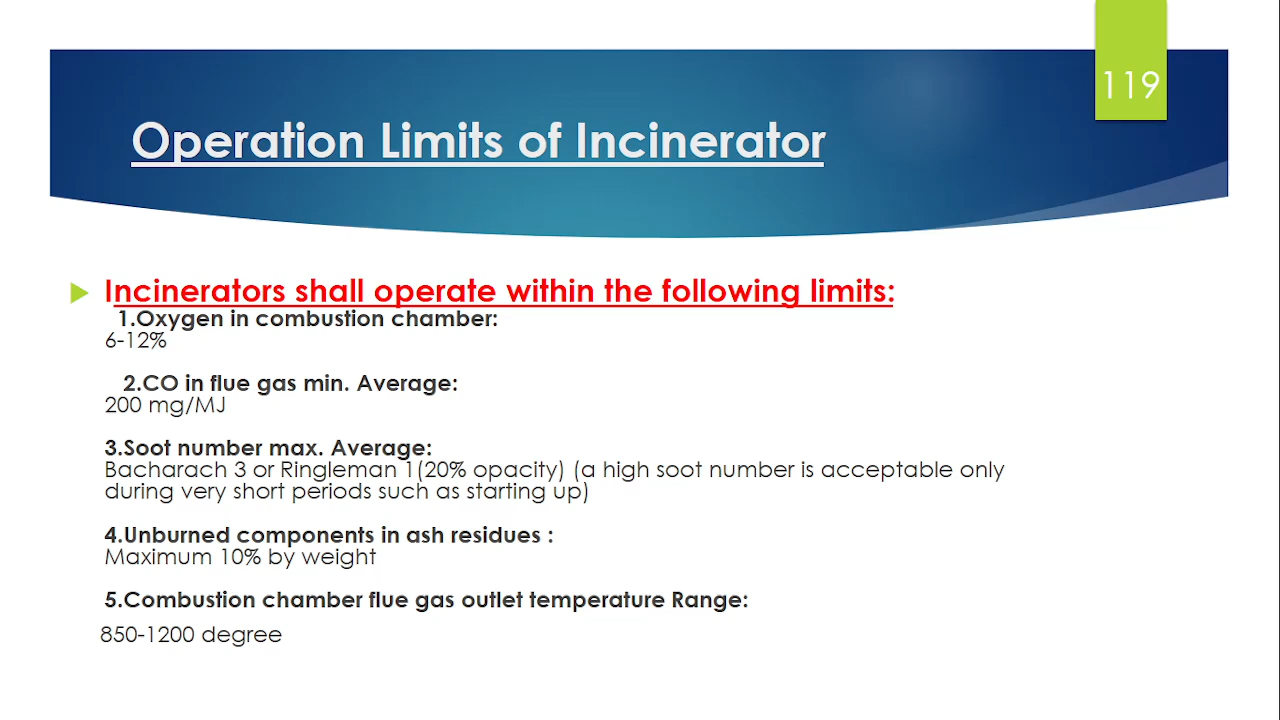 119
Operation Limits of Incinerator
Incinerators shall operate within the following limits:
1.Oxygen in combustion chamber:
6-12%
2.CO in flue gas min. Average:
200 mg/MJ
3.Soot number max. Average:
Bacharach 3 or Ringleman 1(20% opacity) (a high soot number is acceptable only
during very short periods such as starting up)
4.Unburned components in ash residues :
Maximum 10% by weight
5.Combustion chamber flue gas outlet temperature Range:
850-1200 degree